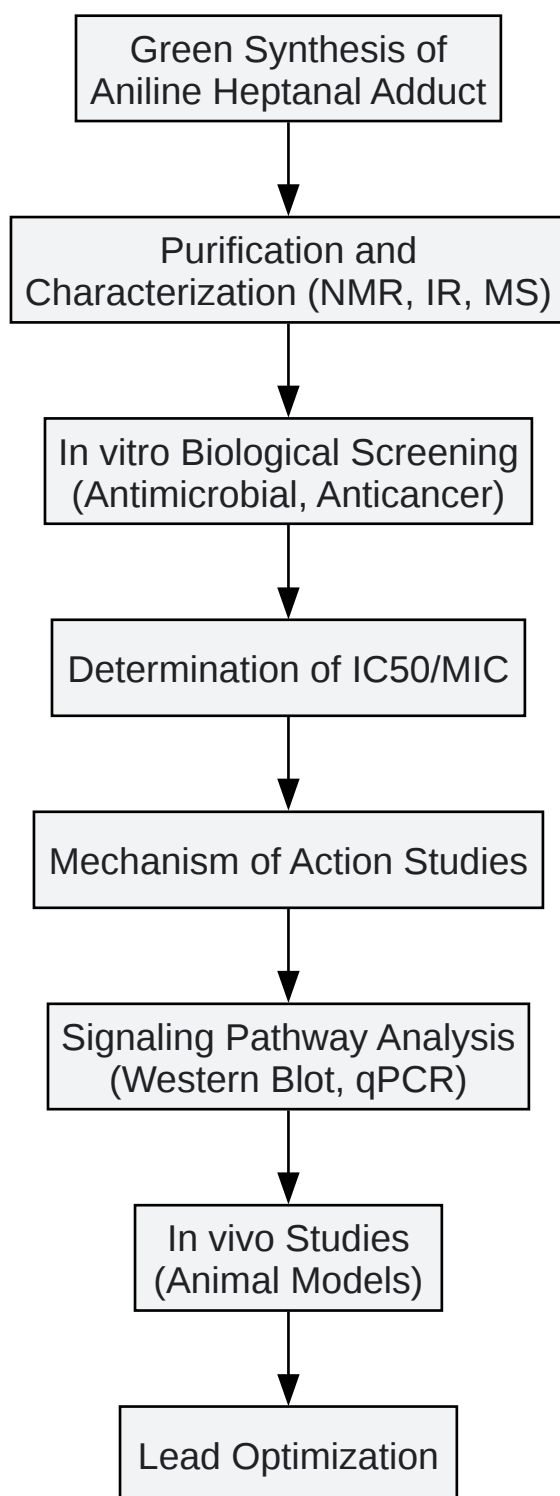 Green Synthesis of
Aniline Heptanal Adduct
Purification and
Characterization (NMR, IR, MS)
In vitro Biological Screening
(Antimicrobial, Anticancer)
Determination of IC50/MIC
Mechanism of Action Studies
Signaling Pathway Analysis
(Western Blot, qPCR)
In vivo Studies
(Animal Models)
Lead Optimization